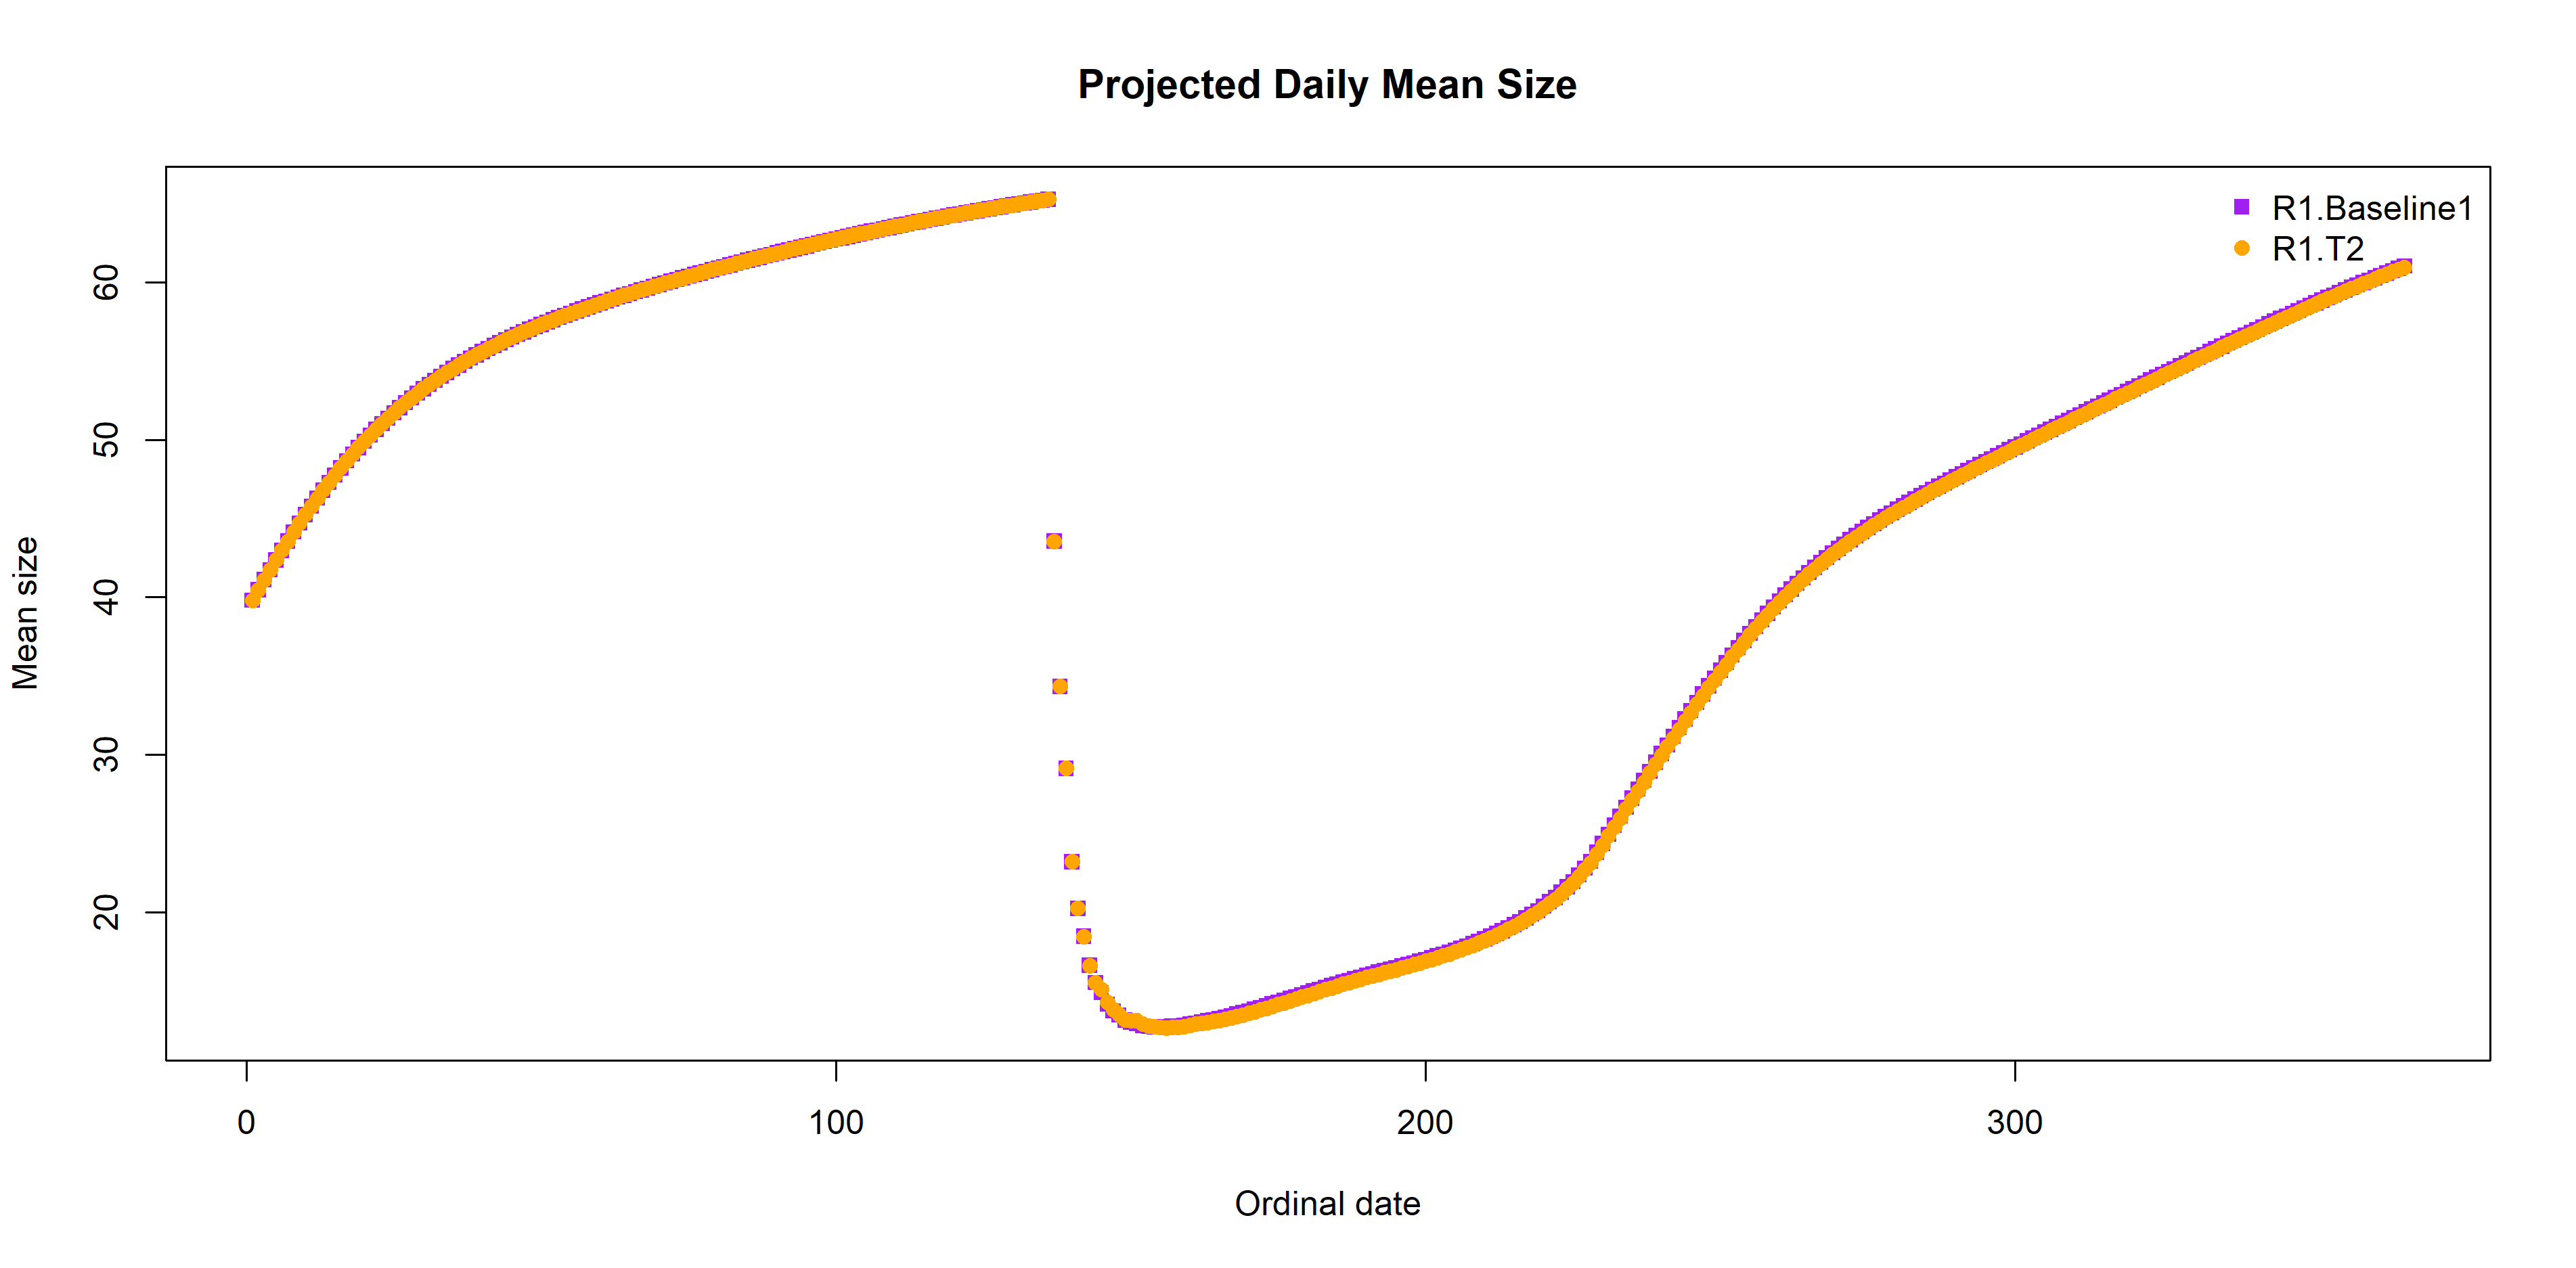 Projected Daily Mean Size
R1.Baseline1
R1.T2
Mean size
60
50
40
30
20
0 100 200 300
Ordinal date